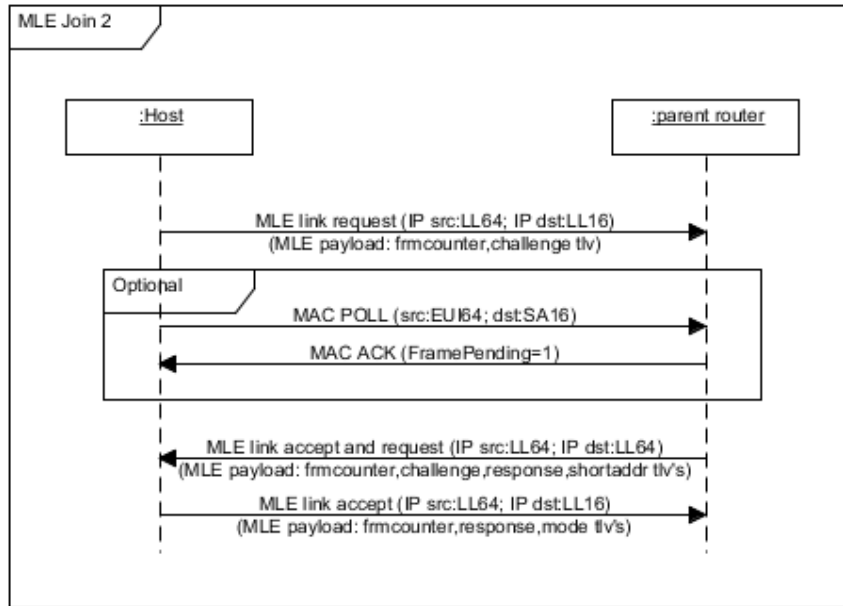 MLE Join 2
:Host
:parent router
MLE link request (IP src:LL64; IP dst:LL16)
(MLE payload: frmcounter,challenge tlv)
Optional
MAC POLL (src:EUI64; dst:SA16)
MAC ACK (FramePending=1)
MLE link accept and request (IP src:LL64; IP dst:LL64)
(MLE payload: frmcounter,challenge,response,shortaddr tlv's)
MLE link accept (IP src:LL64; IP dst:LL16)
(MLE payload: frmcounter,response,mode tlv's)